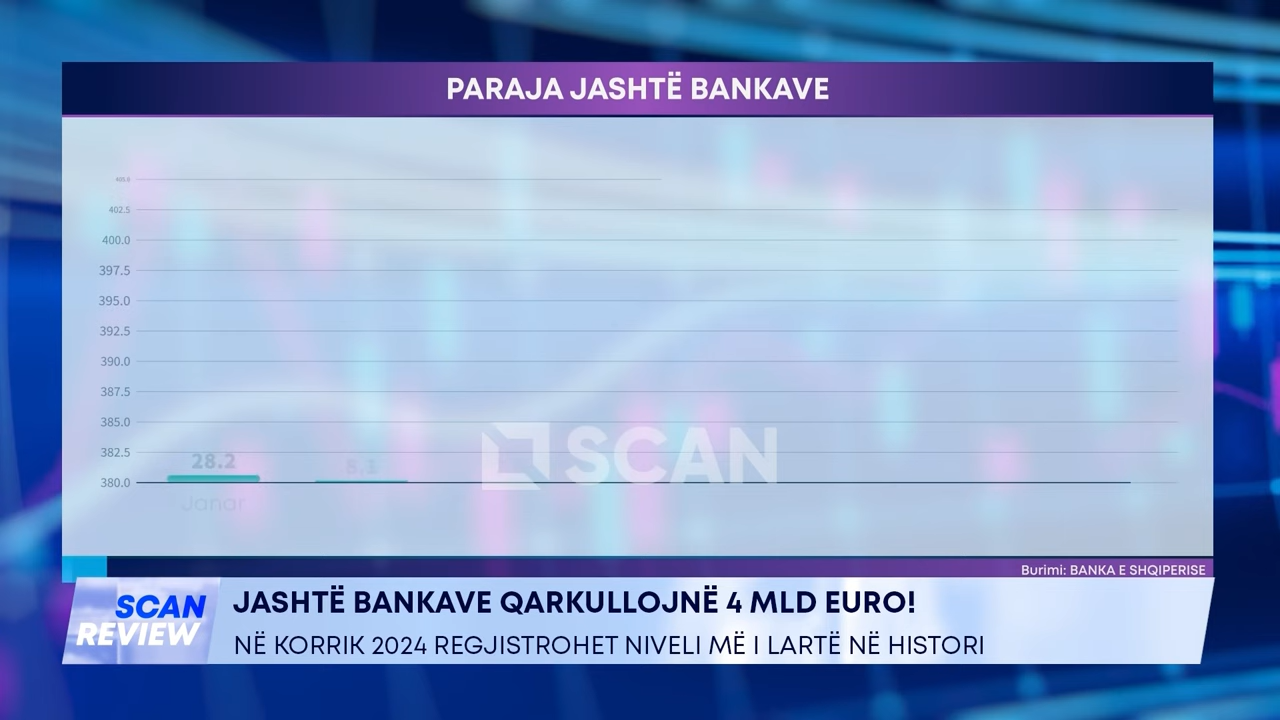 PARAJA JASHTË BANKAVE
402.5
400.0
397.5
395.0
392.5
390.0
387.5
385.0
382.5
380.0
28.2
Janar
SCAN
Burimi: BANKA E SHQIPERISE
SCAN
REVIEW
JASHTË BANKAVE QARKULLOJNË 4 MLD EURO!
NË KORRIK 2024 REGJISTROHET NIVELI MË I LARTË NË HISTORI